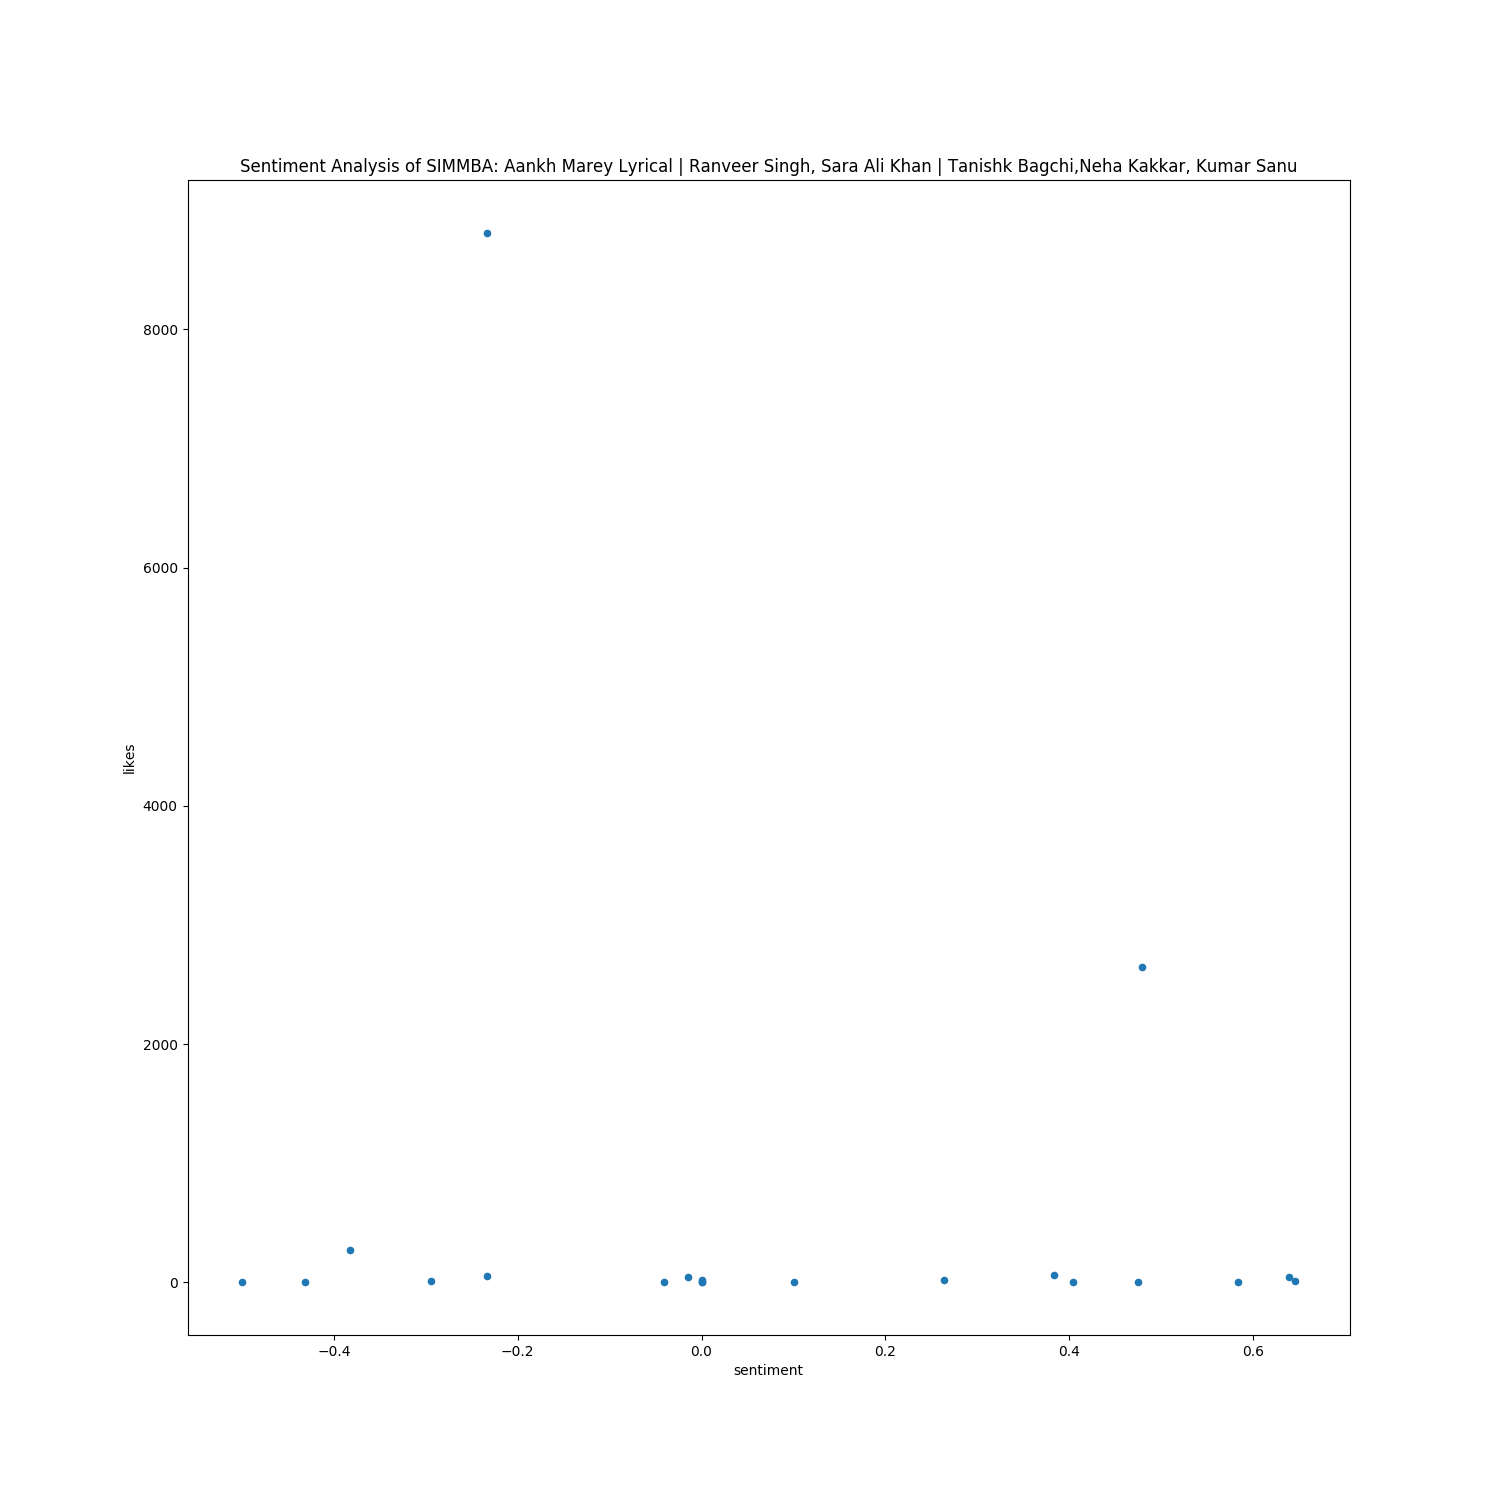 Sentiment Analysis of SIMMBA: Aankh Marey Lyrical | Ranveer Singh, Sara Ali Khan | Tanishk Bagchi,Neha Kakkar, Kumar Sanu
8000
6000
likes
4000
2000
0
−0.4 −0.2 0.0 0.2 0.4 0.6
sentiment